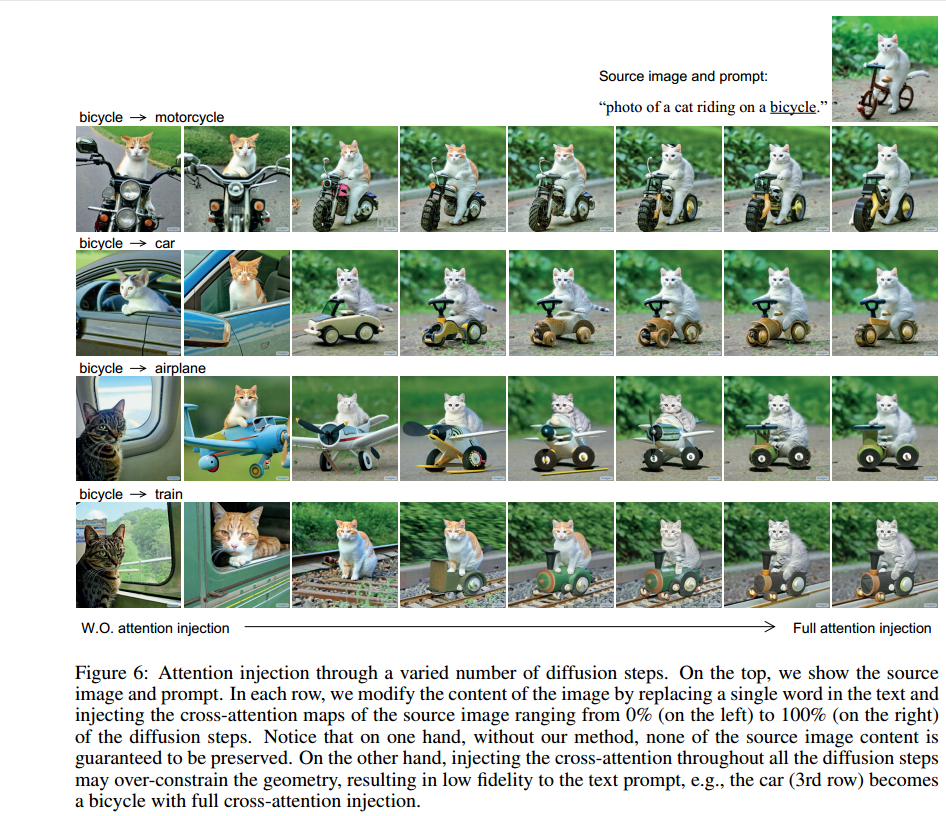 Source image and prompt:
“photo of a cat riding on a bicycle.”
bicycle → motorcycle
bicycle → car
bicycle → airplane
bicycle → train
W.O. attention injection
Full attention injection
Figure 6: Attention injection through a varied number of diffusion steps. On the top, we show the source
image and prompt. In each row, we modify the content of the image by replacing a single word in the text and
injecting the cross-attention maps of the source image ranging from 0% (on the left) to 100% (on the right)
of the diffusion steps. Notice that on one hand, without our method, none of the source image content is
guaranteed to be preserved. On the other hand, injecting the cross-attention throughout all the diffusion steps
may over-constrain the geometry, resulting in low fidelity to the text prompt, e.g., the car (3rd row) becomes
a bicycle with full cross-attention injection.